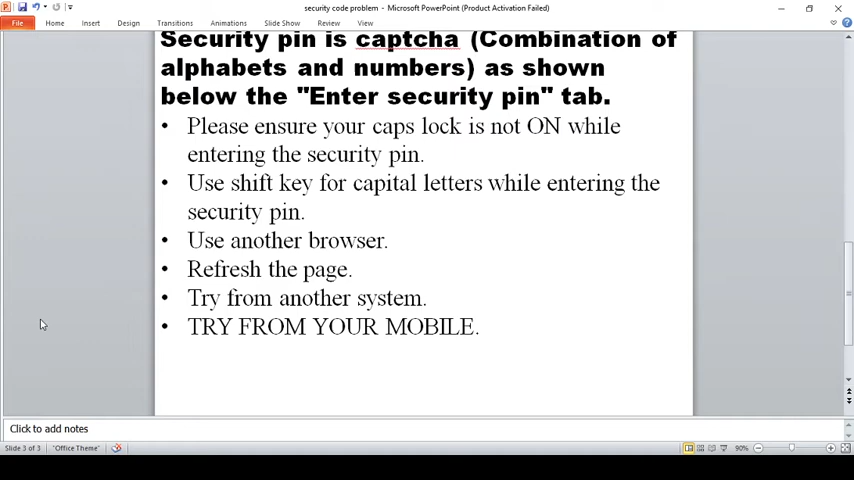 security code problem - Microsoft PowerPoint (Product Activation Failed)
File Home Insert Design Transitions Animations Slide Show Review View
Security pin is captcha (Combination of
alphabets and numbers) as shown
below the "Enter security pin" tab.
• Please ensure your caps lock is not ON while
entering the security pin.
• Use shift key for capital letters while entering the
security pin.
• Use another browser.
• Refresh the page.
• Try from another system.
• TRY FROM YOUR MOBILE.
Click to add notes
Slide 3 of 3 "Office Theme" 90%